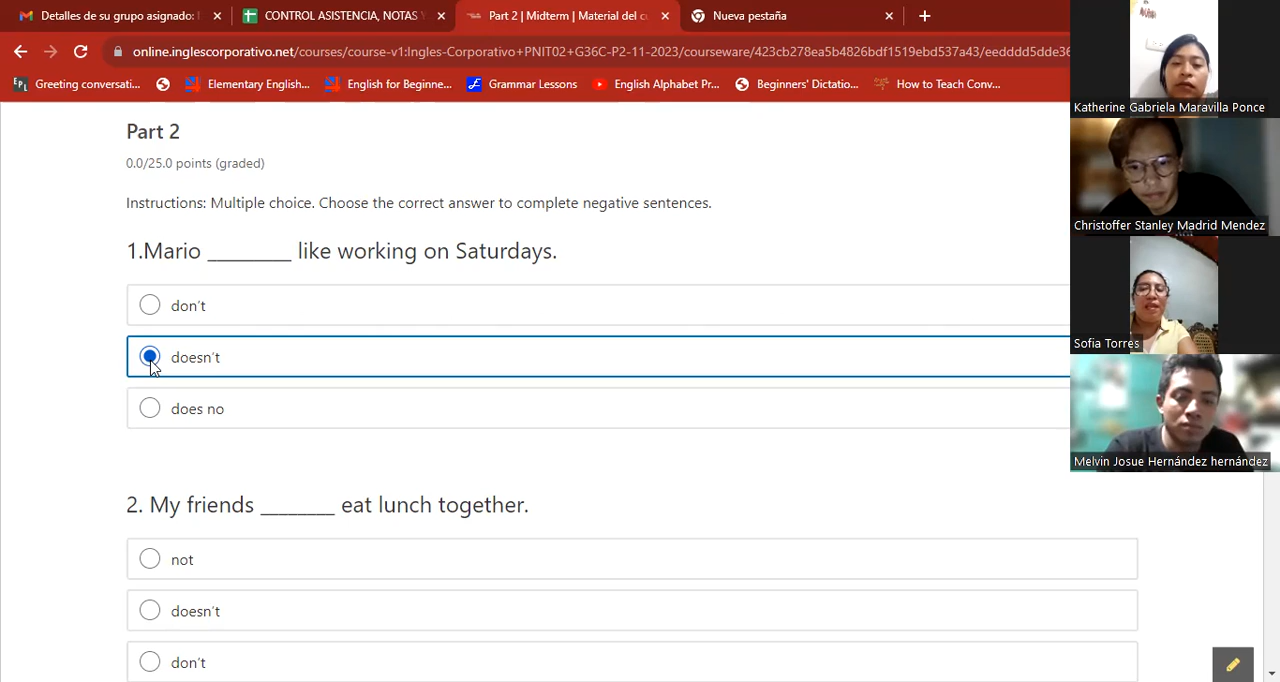 Detalles de su grupo asignado:
CONTROL ASISTENCIA, NOTAS Y
Part 2 | Midterm | Material del cu
Nueva pestaña
online.inglescorporativo.net/courses/course-v1:Ingles-Corporativo+PNIT02+G36C-P2-11-2023/courseware/423cb278ea5b4826bdf1519ebd537a43/eedddd5dde36
Greeting conversati...
Elementary English...
English for Beginne...
Grammar Lessons
English Alphabet Pr...
Beginners' Dictatio...
How to Teach Conv...
Part 2
0.0/25.0 points (graded)
Instructions: Multiple choice. Choose the correct answer to complete negative sentences.
1.Mario ________ like working on Saturdays.
don't
doesn't
does no
2. My friends _______ eat lunch together.
not
doesn't
don't
Katherine Gabriela Maravilla Ponce
Christoffer Stanley Madrid Mendez
Sofia Torres
Melvin Josue Hernández hernández